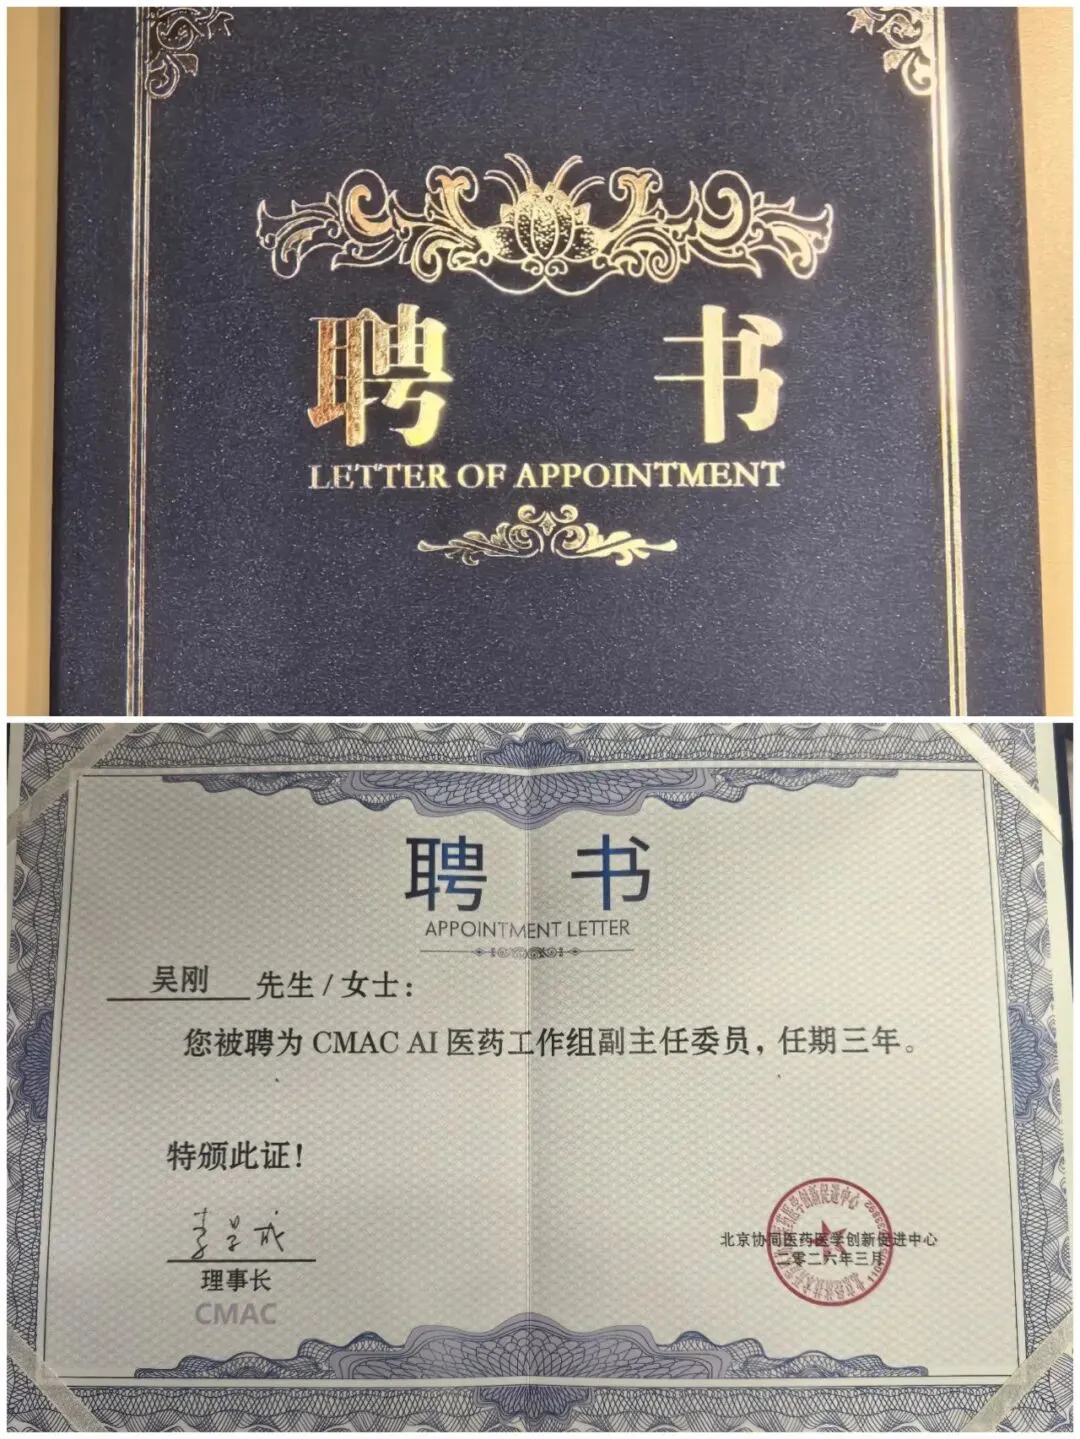 聘书
LETTER OF APPOINTMENT
聘书
APPOINTMENT LETTER
吴刚 先生/女士：
您被聘为 CMAC AI 医药工作组副主任委员，任期三年。
特颁此证！
理事长
CMAC
北京协同医药医学创新促进中心
二零二六年三月